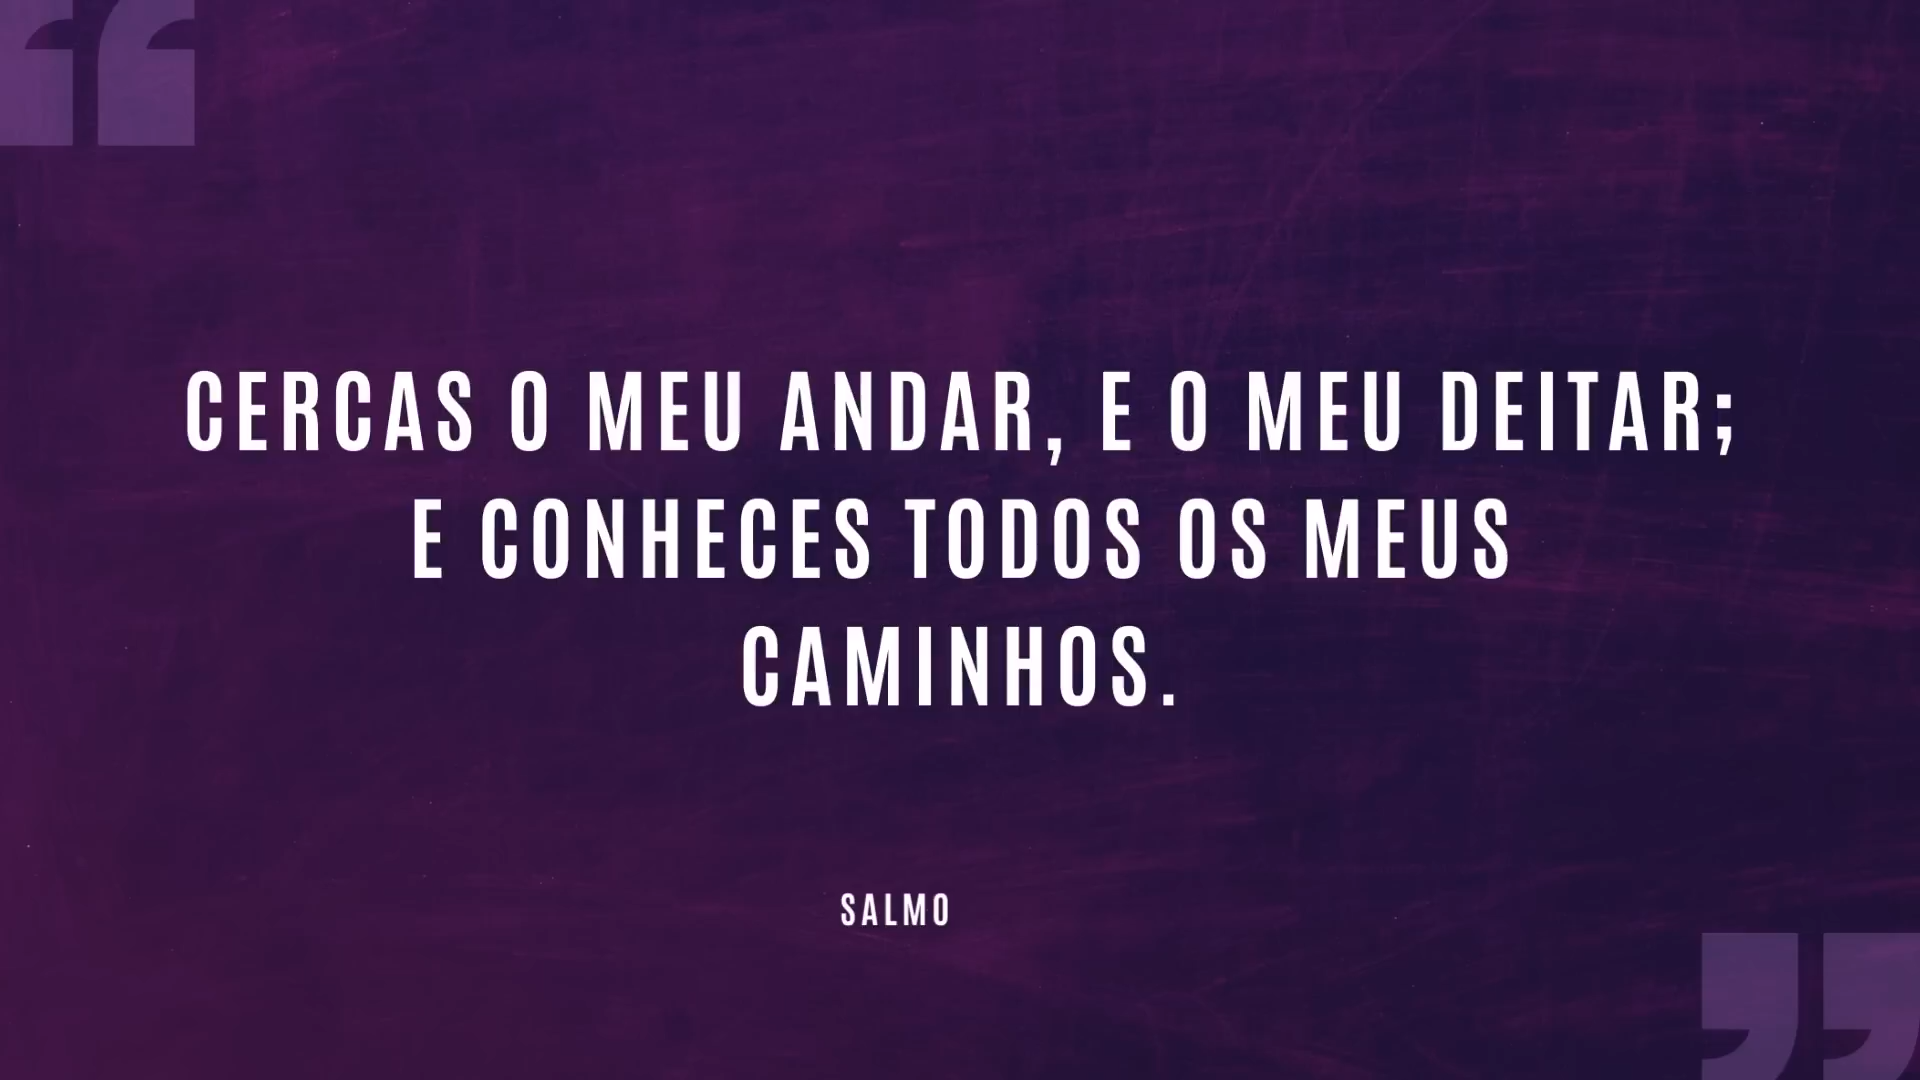 CERCAS O MEU ANDAR, E O MEU DEITAR;
E CONHECES TODOS OS MEUS
CAMINHOS.
SALMO